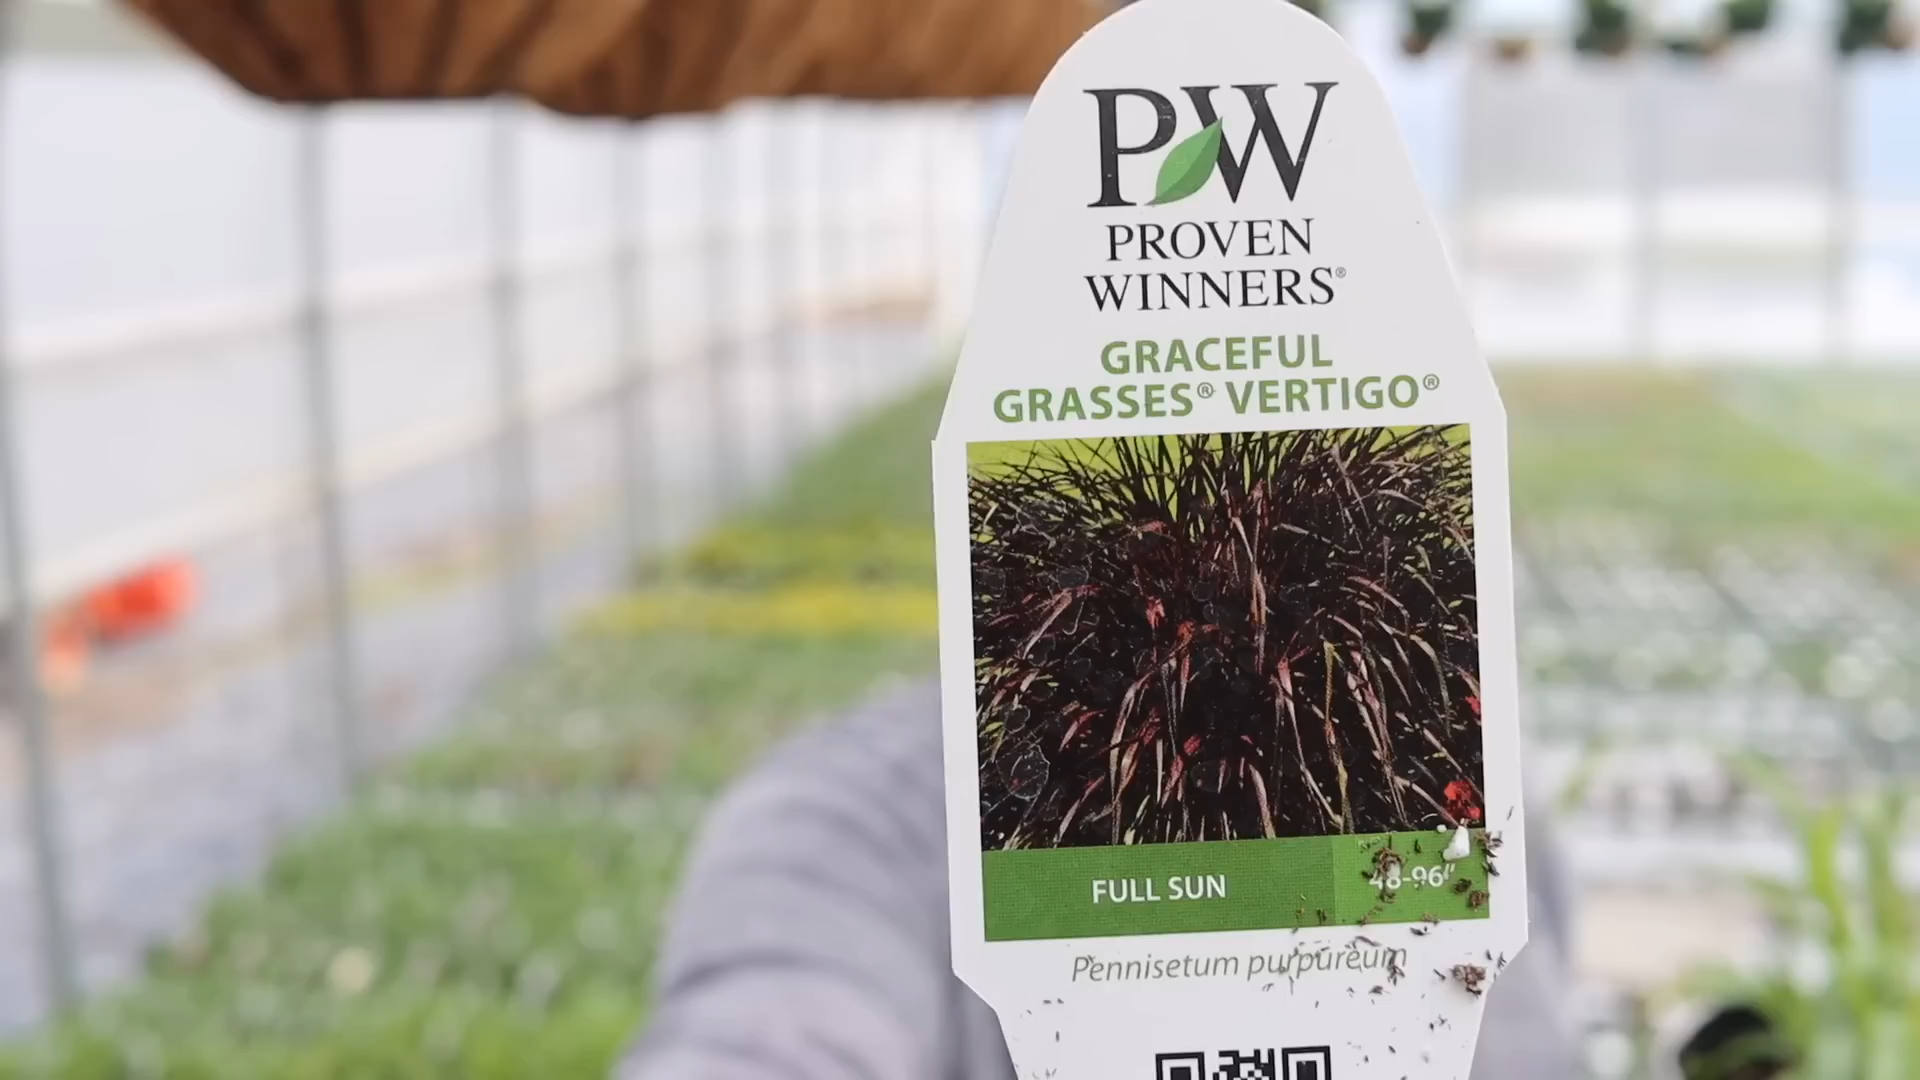 PW
PROVEN
WINNERS®
GRACEFUL
GRASSES® VERTIGO®
FULL SUN
48-96"
Pennisetum purpureum